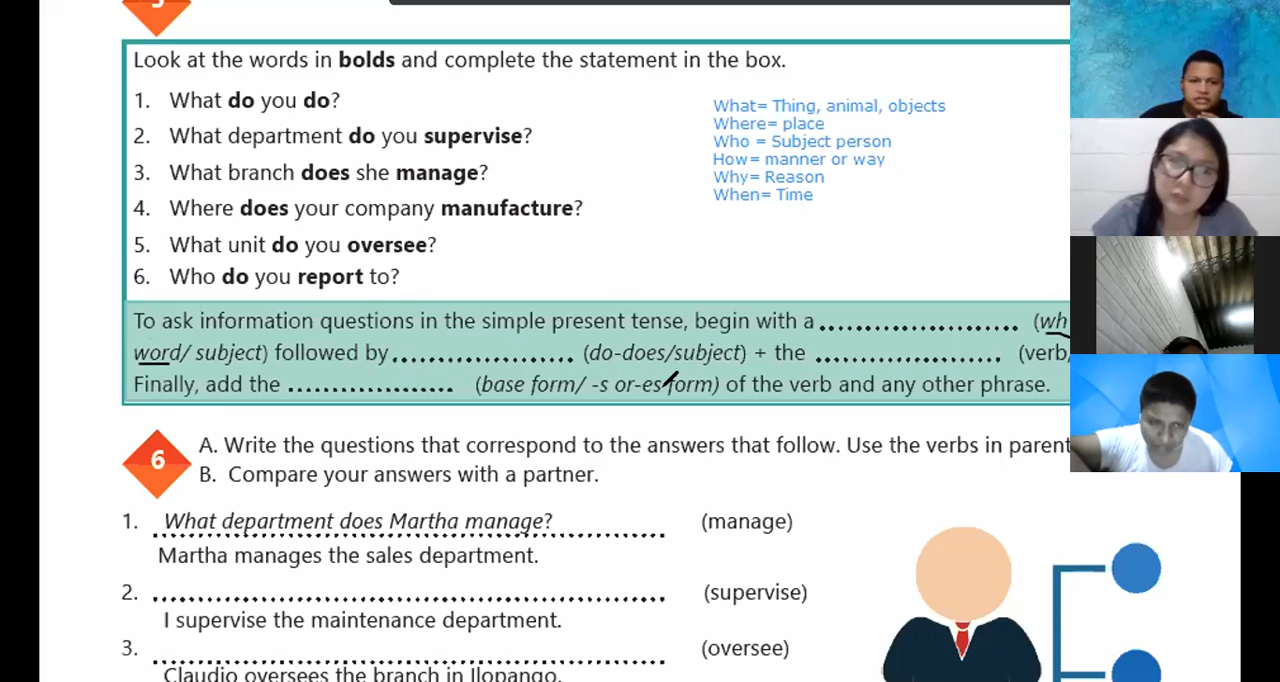 Look at the words in bolds and complete the statement in the box.
1. What do you do?
2. What department do you supervise?
3. What branch does she manage?
4. Where does your company manufacture?
5. What unit do you oversee?
6. Who do you report to?
What= Thing, animal, objects
Where= place
Who = Subject person
How= manner or way
Why= Reason
When= Time
To ask information questions in the simple present tense, begin with a ........................ (wh
word/ subject) followed by ...................... (do-does/subject) + the ...................... (verb,
Finally, add the .................... (base form/ -s or-es form) of the verb and any other phrase.
6
A. Write the questions that correspond to the answers that follow. Use the verbs in parent
B. Compare your answers with a partner.
1. What department does Martha manage? (manage)
Martha manages the sales department.
2. (supervise)
I supervise the maintenance department.
3. (oversee)
Claudio oversees the branch in Ilopango.